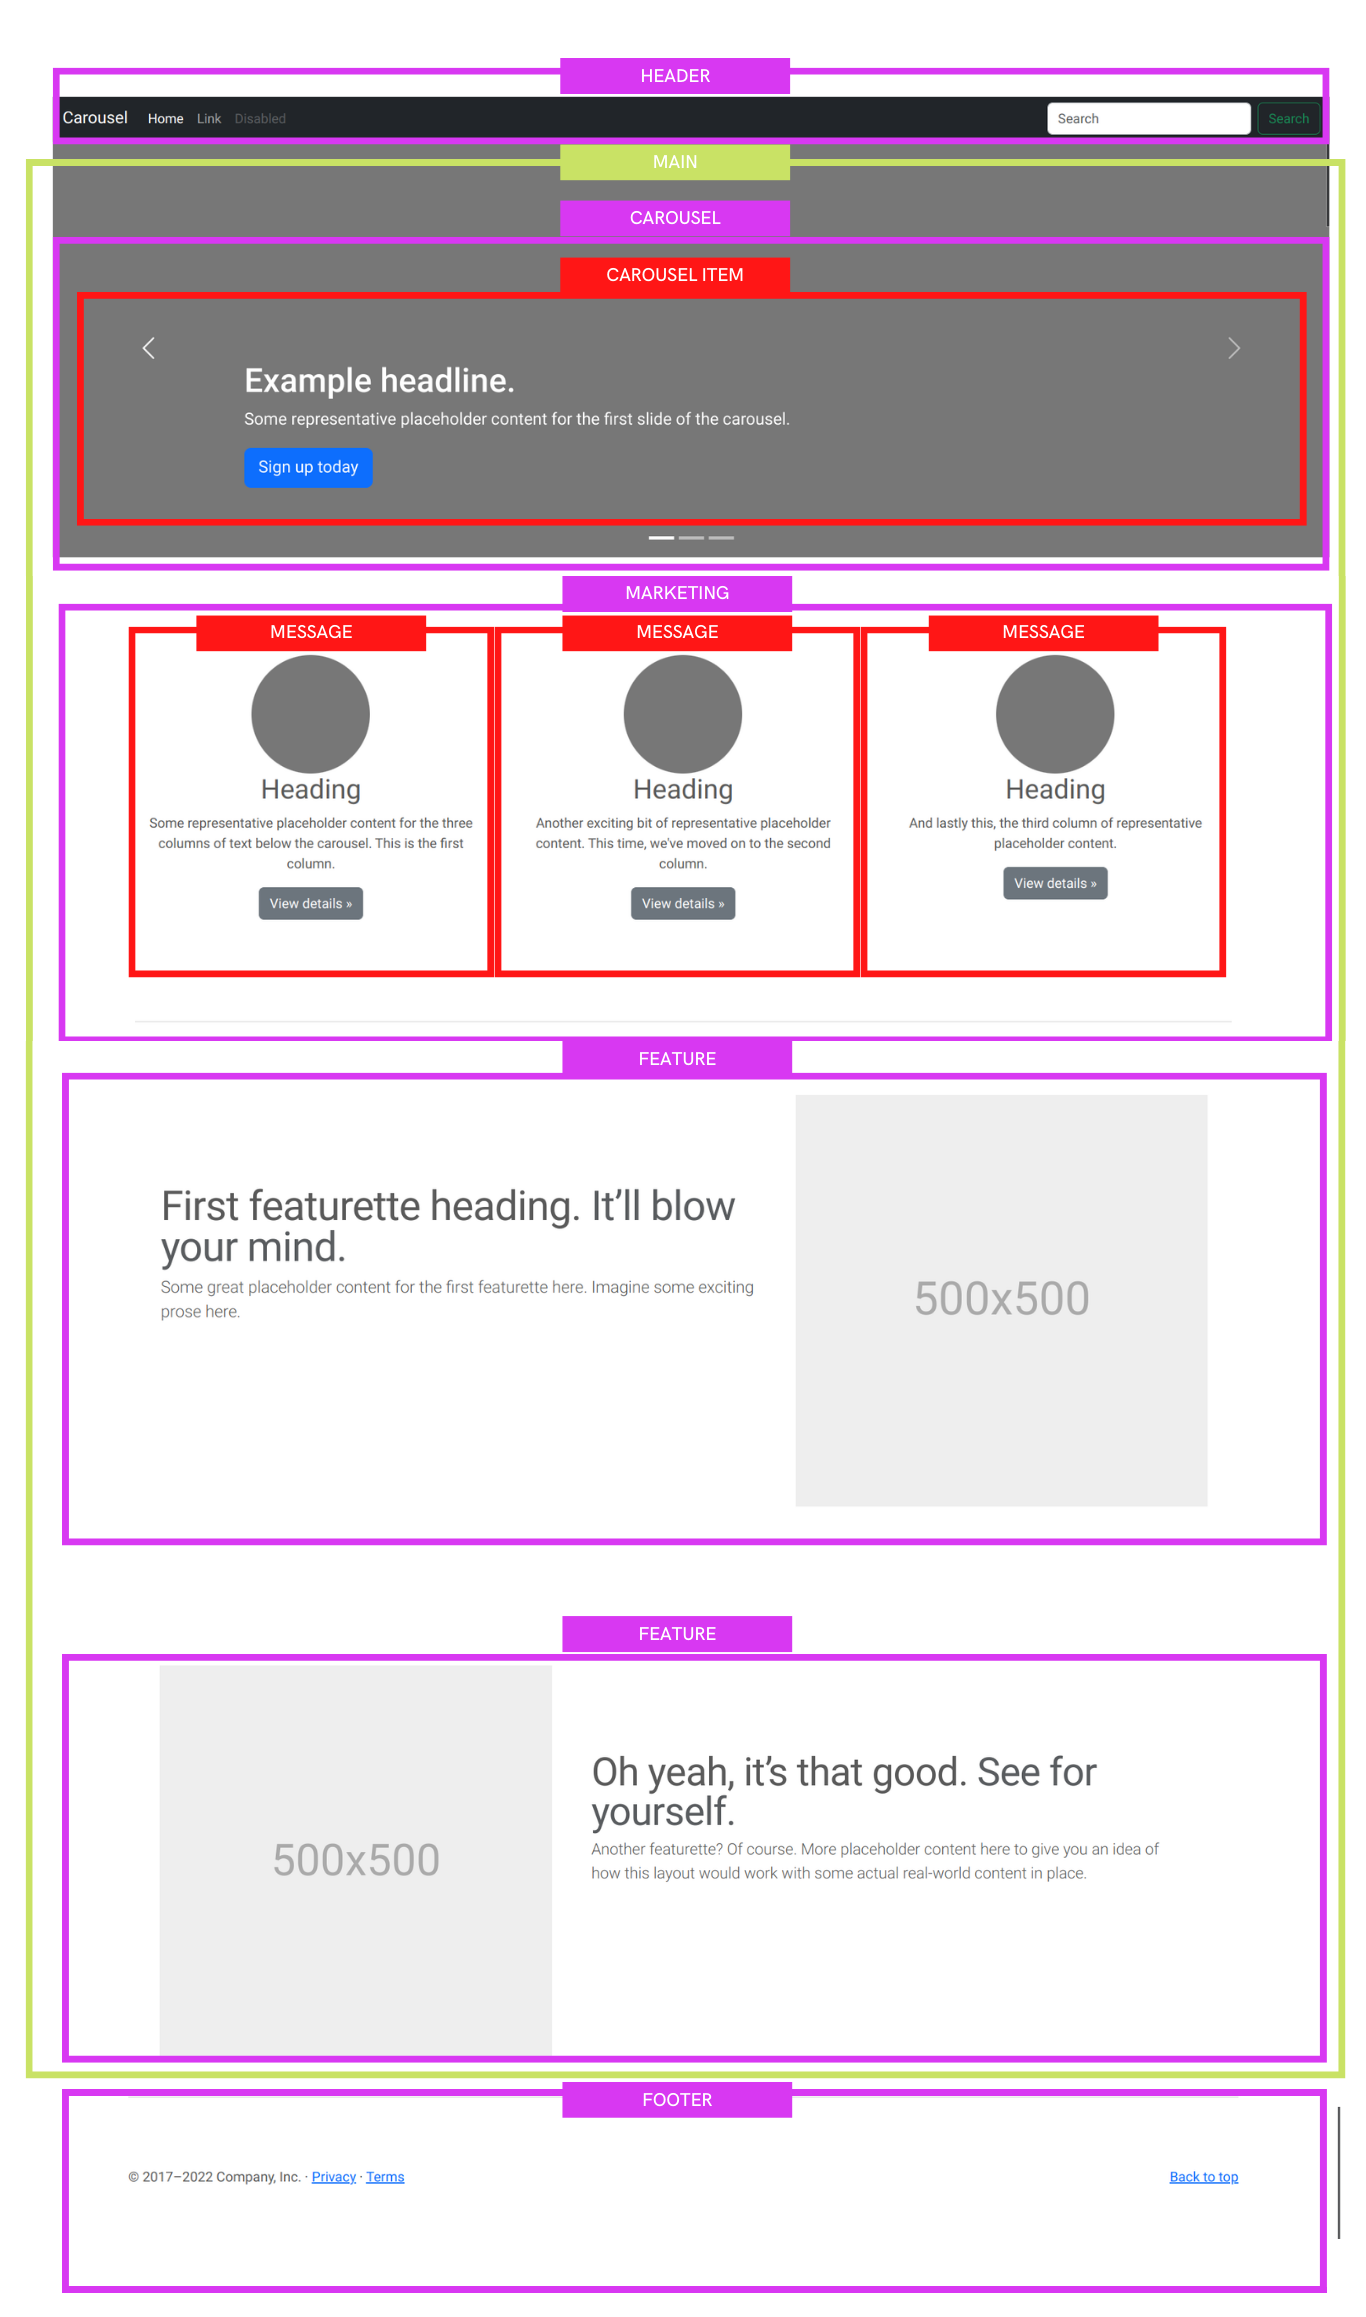 HEADER
Carousel Home Link Disabled Search Search
MAIN
CAROUSEL
CAROUSEL ITEM
Example headline.
Some representative placeholder content for the first slide of the carousel.
Sign up today
MARKETING
MESSAGE
Heading
Some representative placeholder content for the three
columns of text below the carousel. This is the first
column.
View details »
MESSAGE
Heading
Another exciting bit of representative placeholder
content. This time, we've moved on to the second
column.
View details »
MESSAGE
Heading
And lastly this, the third column of representative
placeholder content.
View details »
FEATURE
First featurette heading. It’ll blow
your mind.
Some great placeholder content for the first featurette here. Imagine some exciting
prose here.
500x500
FEATURE
500x500
Oh yeah, it’s that good. See for
yourself.
Another featurette? Of course. More placeholder content here to give you an idea of
how this layout would work with some actual real-world content in place.
FOOTER
© 2017–2022 Company, Inc. · Privacy · Terms
Back to top